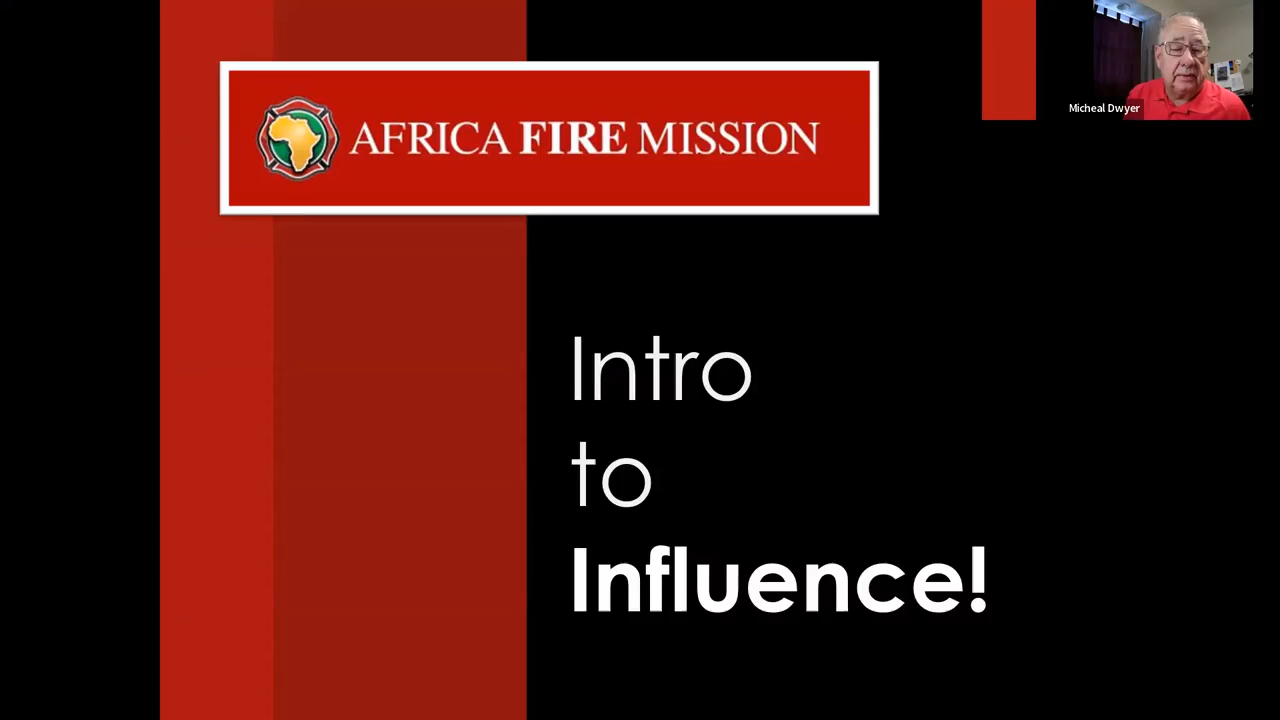 AFRICA FIRE MISSION
Micheal Dwyer
Intro
to
Influence!